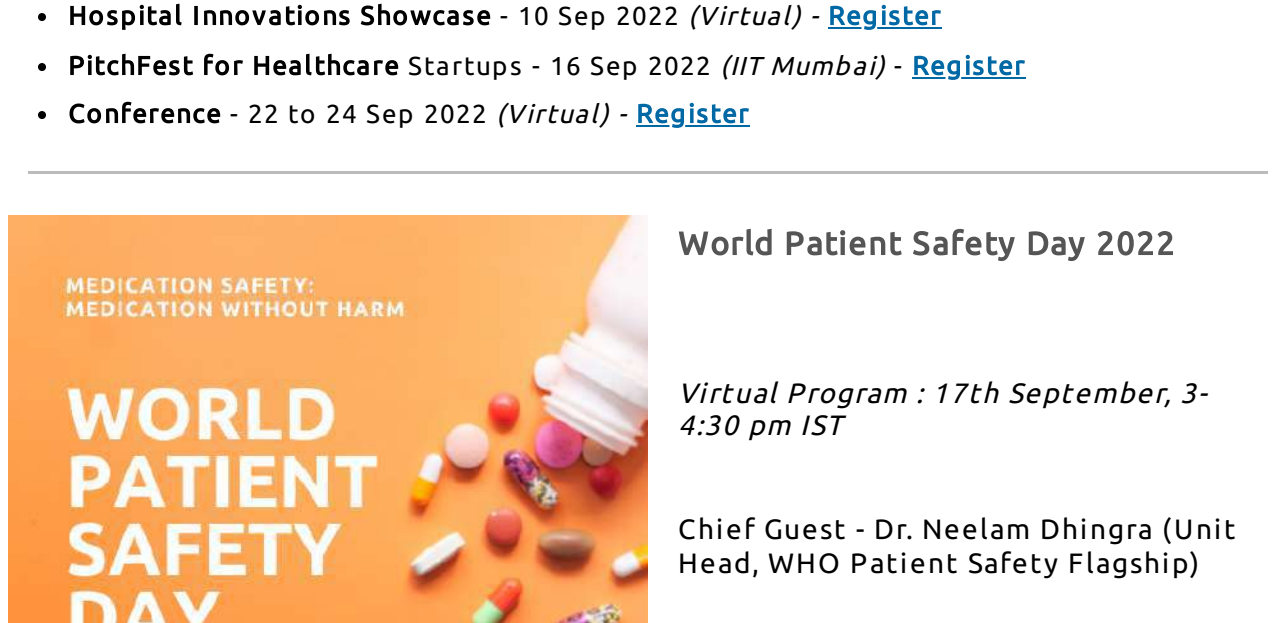 • Hospital Innovations Showcase - 10 Sep 2022 (Virtual) - Register
• PitchFest for Healthcare Startups - 16 Sep 2022 (IIT Mumbai) - Register
• Conference - 22 to 24 Sep 2022 (Virtual) - Register
MEDICATION SAFETY:
MEDICATION WITHOUT HARM
WORLD
PATIENT
SAFETY
DAY
World Patient Safety Day 2022
Virtual Program : 17th September, 3-
4:30 pm IST
Chief Guest - Dr. Neelam Dhingra (Unit
Head, WHO Patient Safety Flagship)